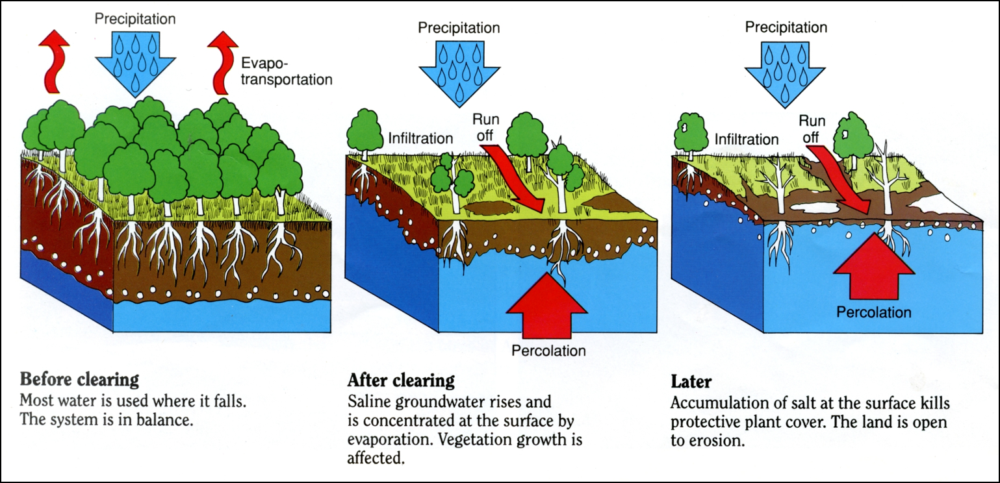 Precipitation
Evapo-
transportation
Before clearing
Most water is used where it falls.
The system is in balance.
Precipitation
Run
off
Infiltration
Percolation
After clearing
Saline groundwater rises and
is concentrated at the surface by
evaporation. Vegetation growth is
affected.
Precipitation
Run
off
Infiltration
Percolation
Later
Accumulation of salt at the surface kills
protective plant cover. The land is open
to erosion.